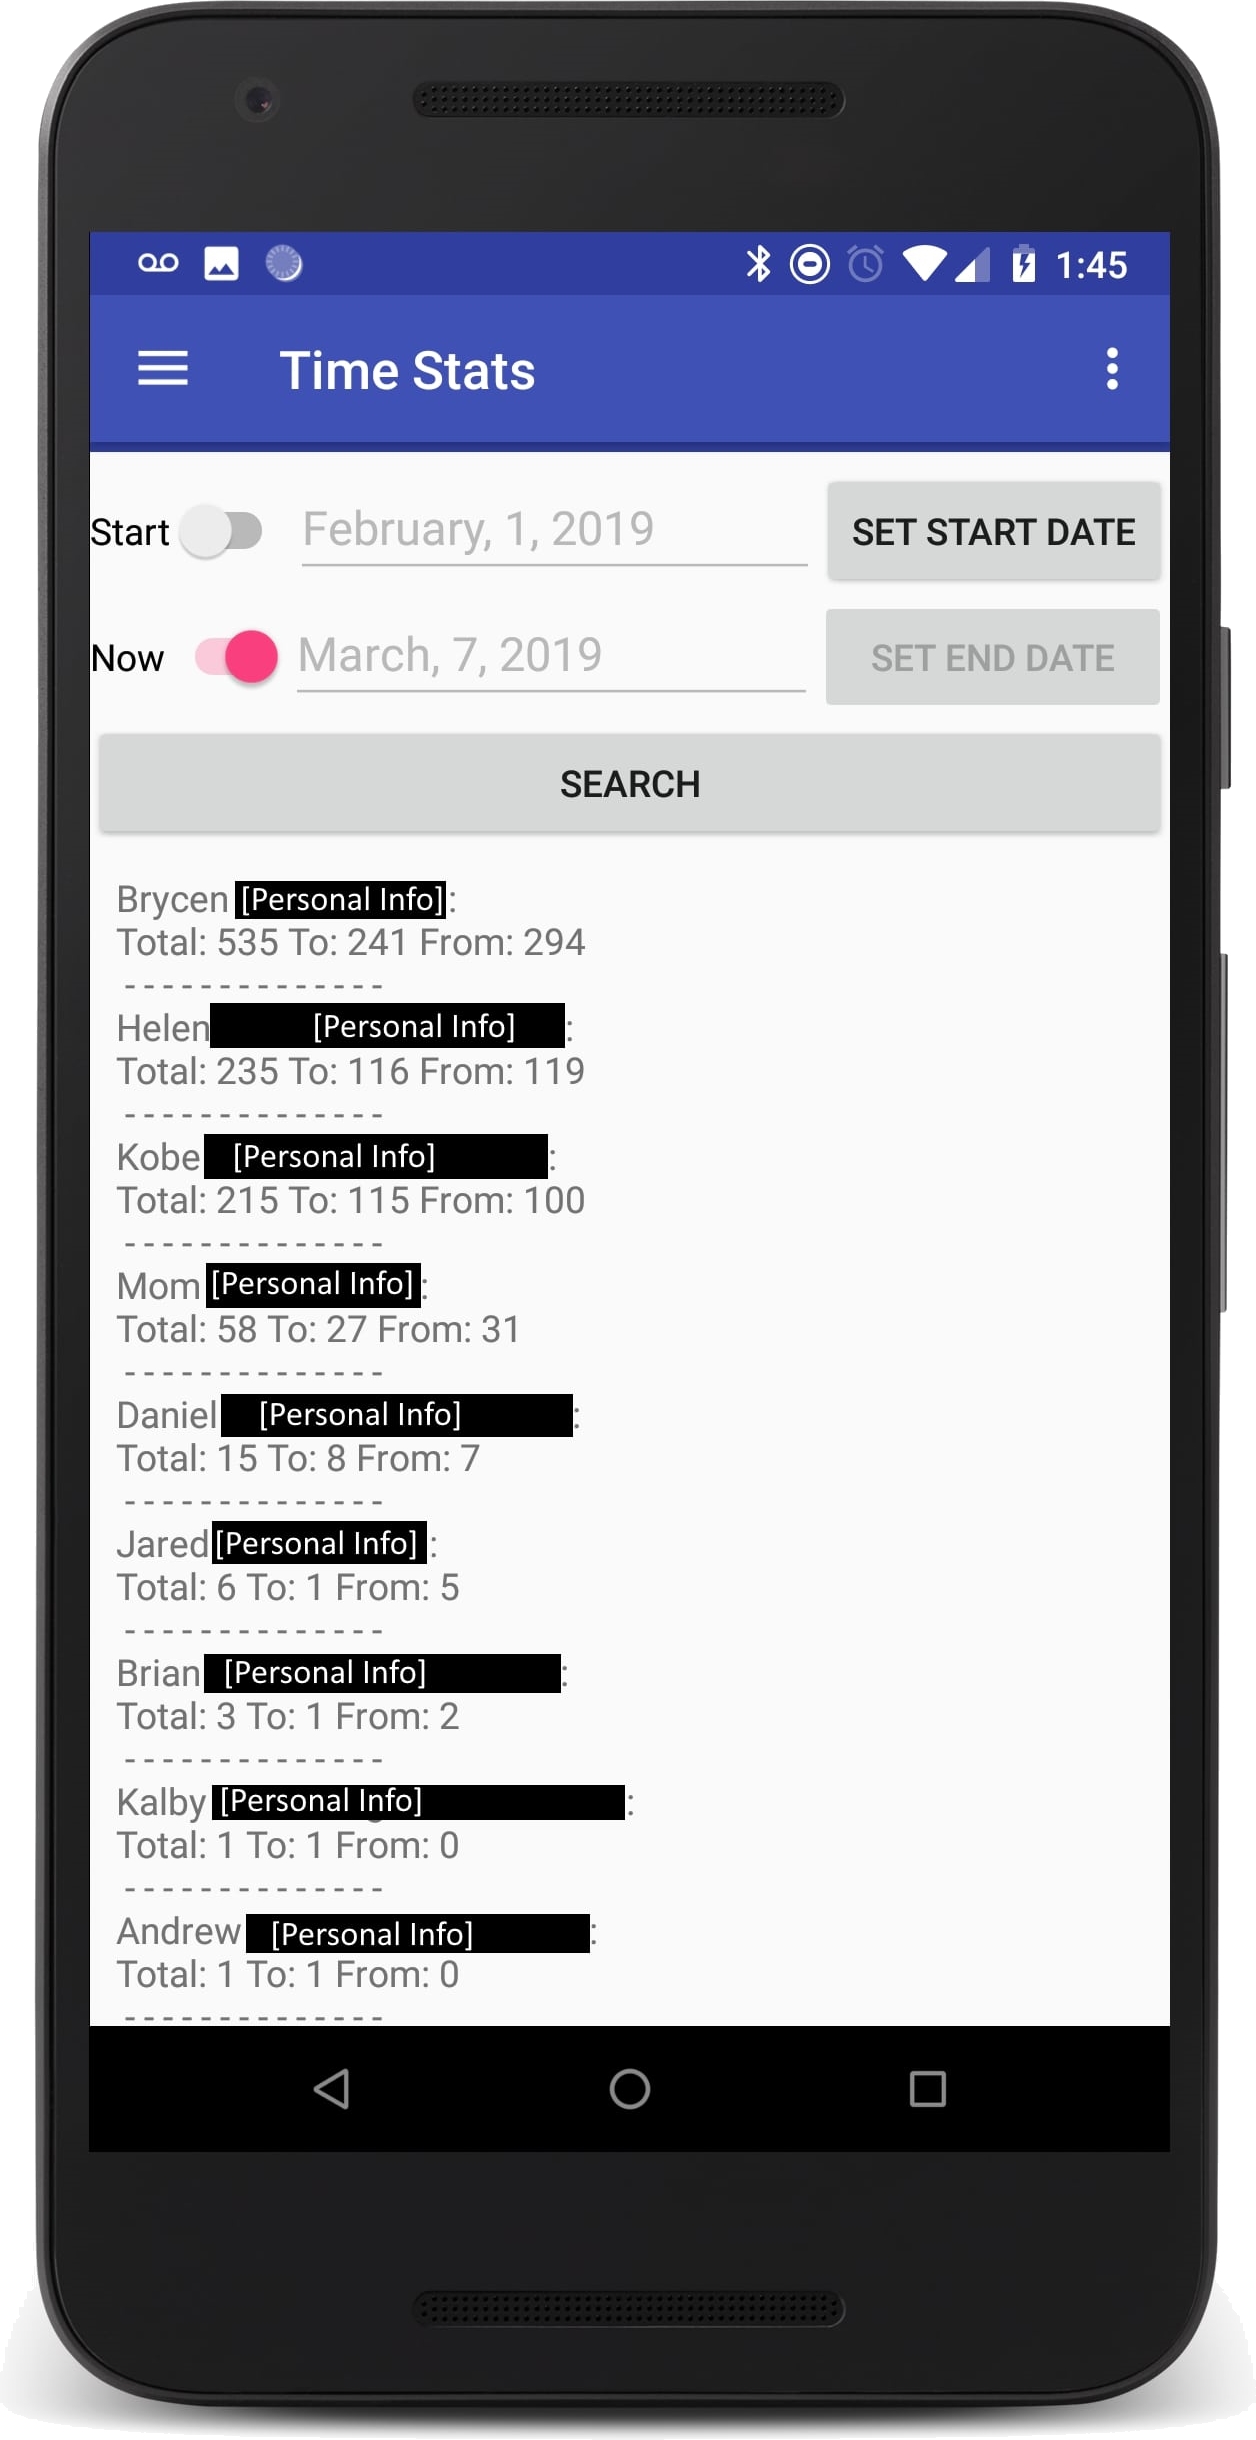 1:45
Time Stats
Start February, 1, 2019 SET START DATE
Now March, 7, 2019 SET END DATE
SEARCH
Brycen [Personal Info]:
Total: 535 To: 241 From: 294
--------------
Helen [Personal Info]:
Total: 235 To: 116 From: 119
--------------
Kobe [Personal Info]:
Total: 215 To: 115 From: 100
--------------
Mom [Personal Info]:
Total: 58 To: 27 From: 31
--------------
Daniel [Personal Info]:
Total: 15 To: 8 From: 7
--------------
Jared [Personal Info]:
Total: 6 To: 1 From: 5
--------------
Brian [Personal Info]:
Total: 3 To: 1 From: 2
--------------
Kalby [Personal Info]:
Total: 1 To: 1 From: 0
--------------
Andrew [Personal Info]:
Total: 1 To: 1 From: 0
--------------